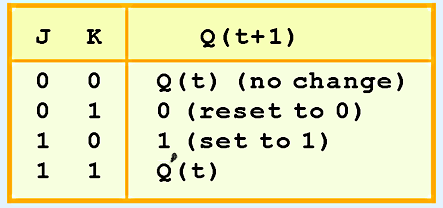 J K Q(t+1)
0 0 Q(t) (no change)
0 1 0 (reset to 0)
1 0 1 (set to 1)
1 1 Q'(t)